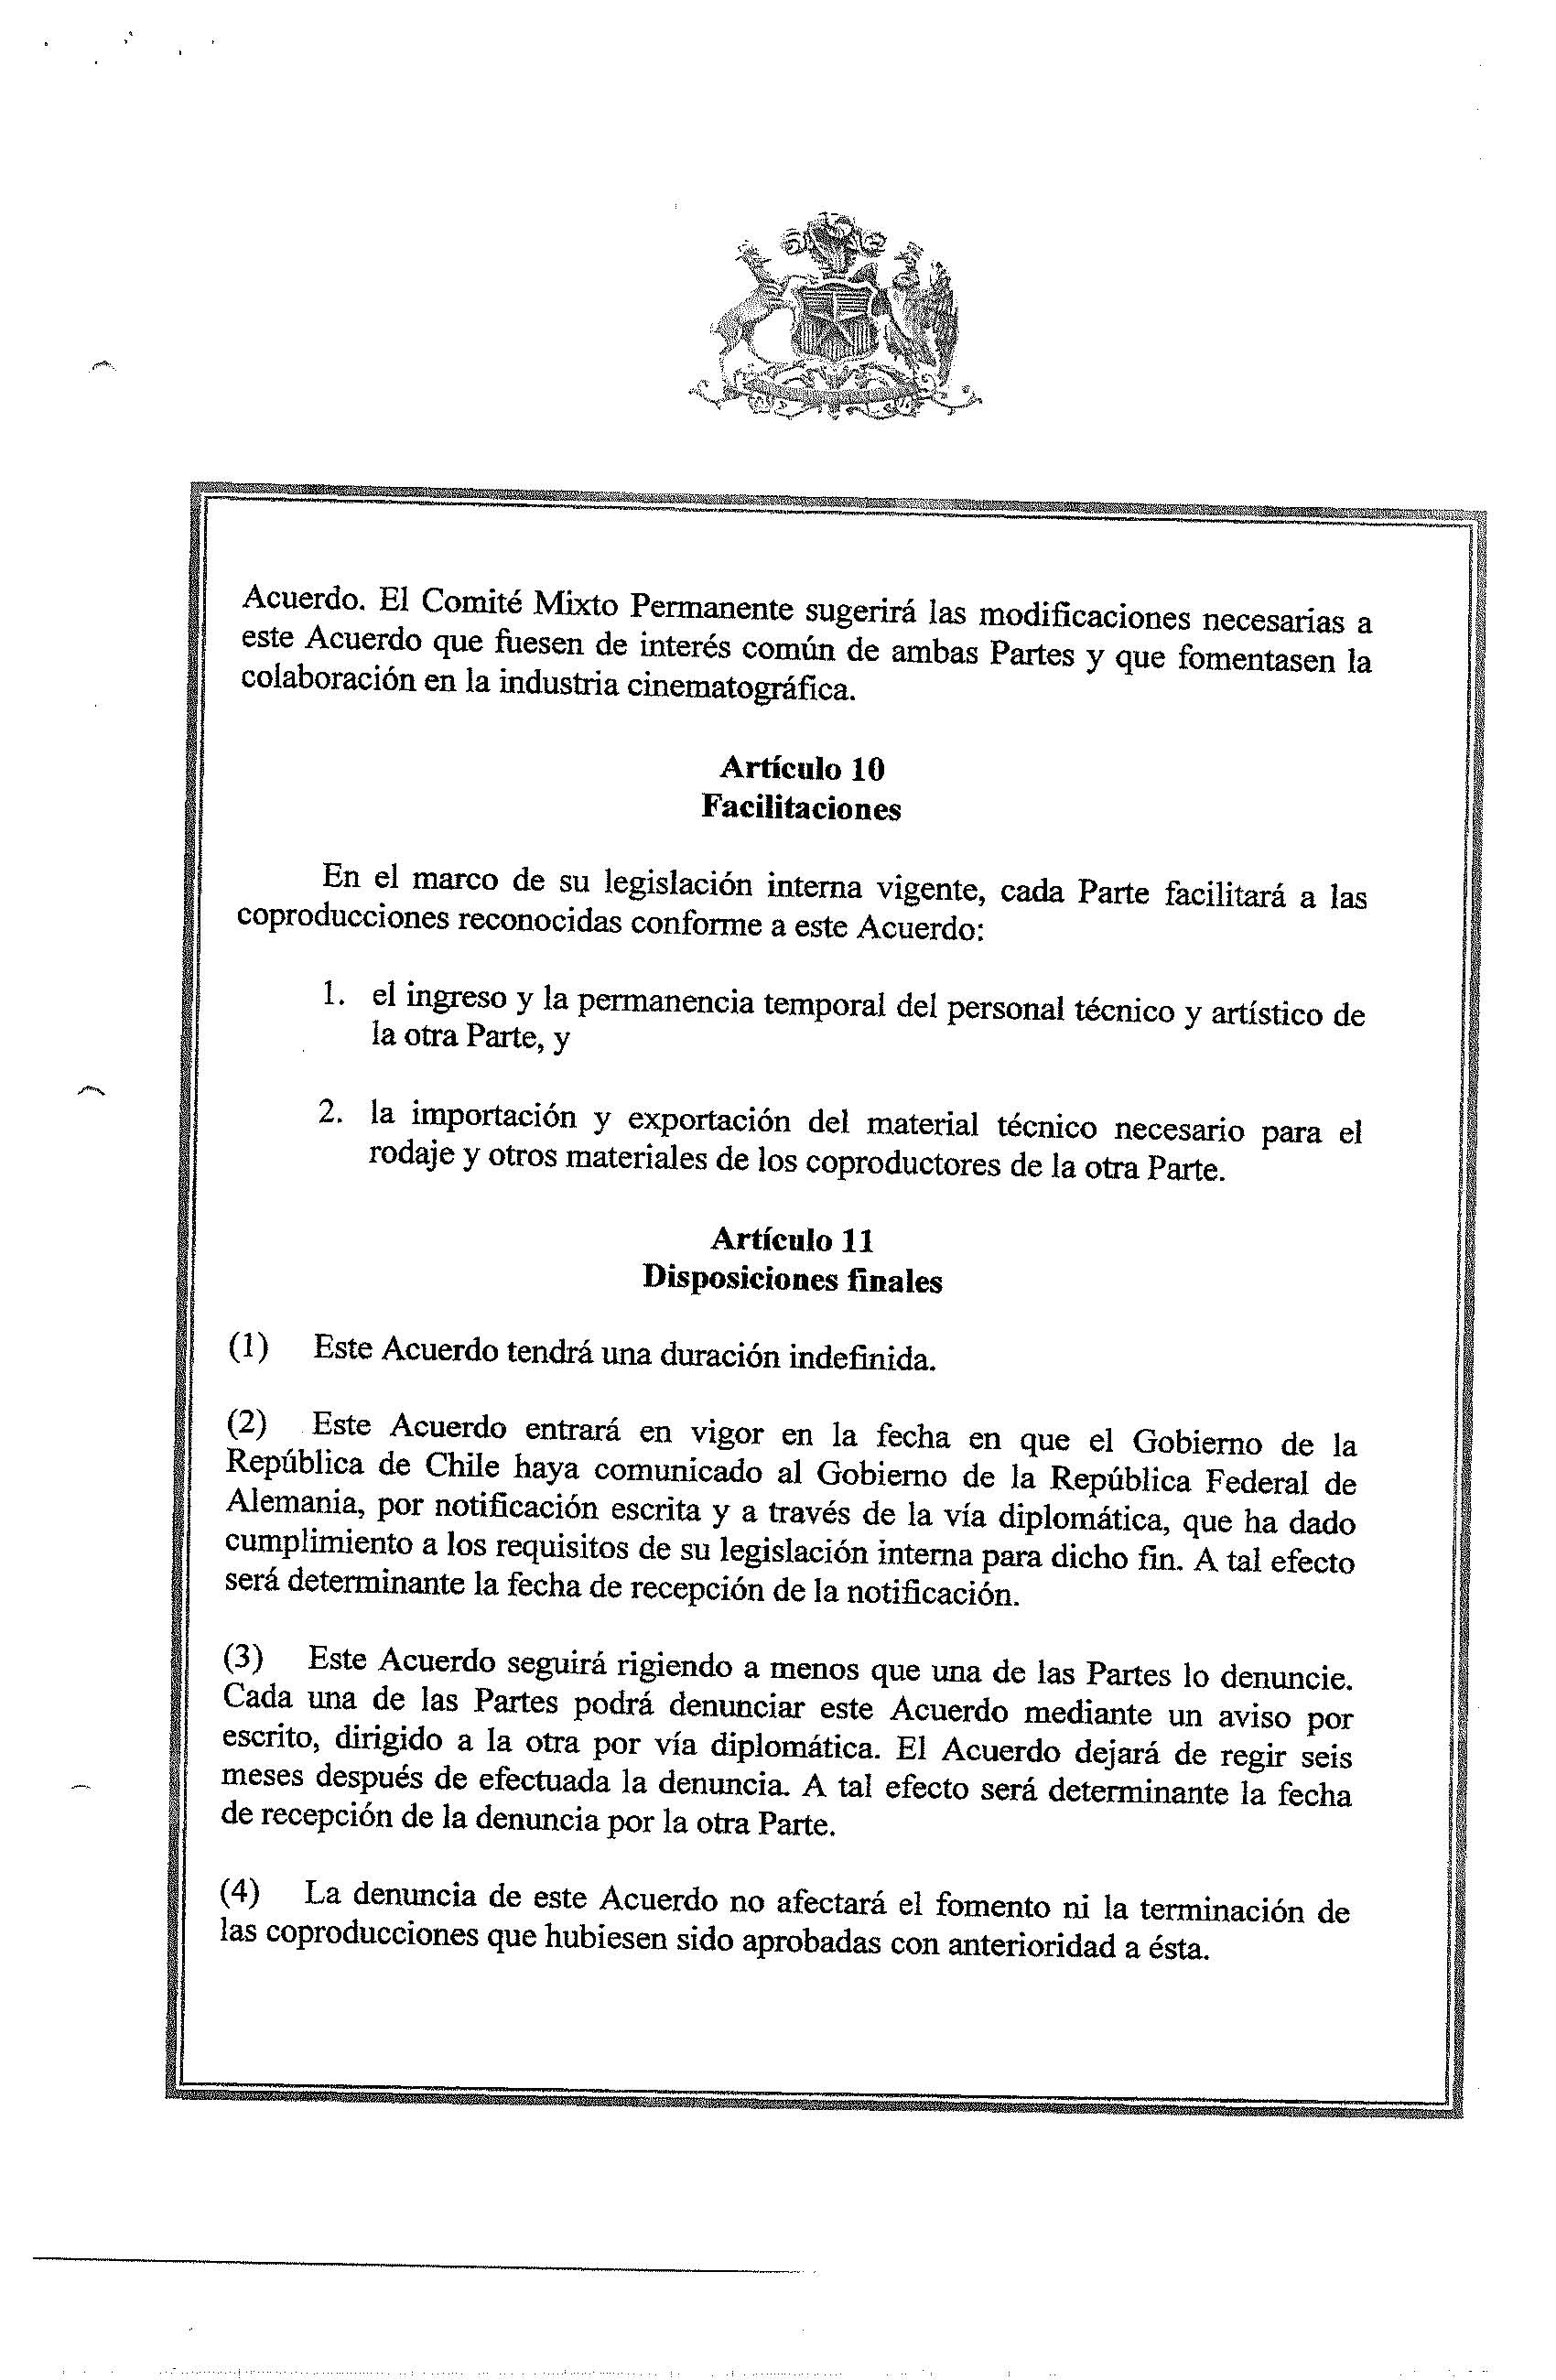 Acuerdo. El Comité Mixto Permanente sugerirá las modificaciones necesarias a
este Acuerdo que fuesen de interés común de ambas Partes y que fomentasen la
colaboración en la industria cinematográfica.
Artículo 10
Facilitaciones
En el marco de su legislación interna vigente, cada Parte facilitará a las
coproducciones reconocidas conforme a este Acuerdo:
1. el ingreso y la permanencia temporal del personal técnico y artístico de
la otra Parte, y
2. la importación y exportación del material técnico necesario para el
rodaje y otros materiales de los coproductores de la otra Parte.
Artículo 11
Disposiciones finales
(1) Este Acuerdo tendrá una duración indefinida.
(2) Este Acuerdo entrará en vigor en la fecha en que el Gobierno de la
República de Chile haya comunicado al Gobierno de la República Federal de
Alemania, por notificación escrita y a través de la vía diplomática, que ha dado
cumplimiento a los requisitos de su legislación interna para dicho fin. A tal efecto
será determinante la fecha de recepción de la notificación.
(3) Este Acuerdo seguirá rigiendo a menos que una de las Partes lo denuncie.
Cada una de las Partes podrá denunciar este Acuerdo mediante un aviso por
escrito, dirigido a la otra por vía diplomática. El Acuerdo dejará de regir seis
meses después de efectuada la denuncia. A tal efecto será determinante la fecha
de recepción de la denuncia por la otra Parte.
(4) La denuncia de este Acuerdo no afectará el fomento ni la terminación de
las coproducciones que hubiesen sido aprobadas con anterioridad a ésta.